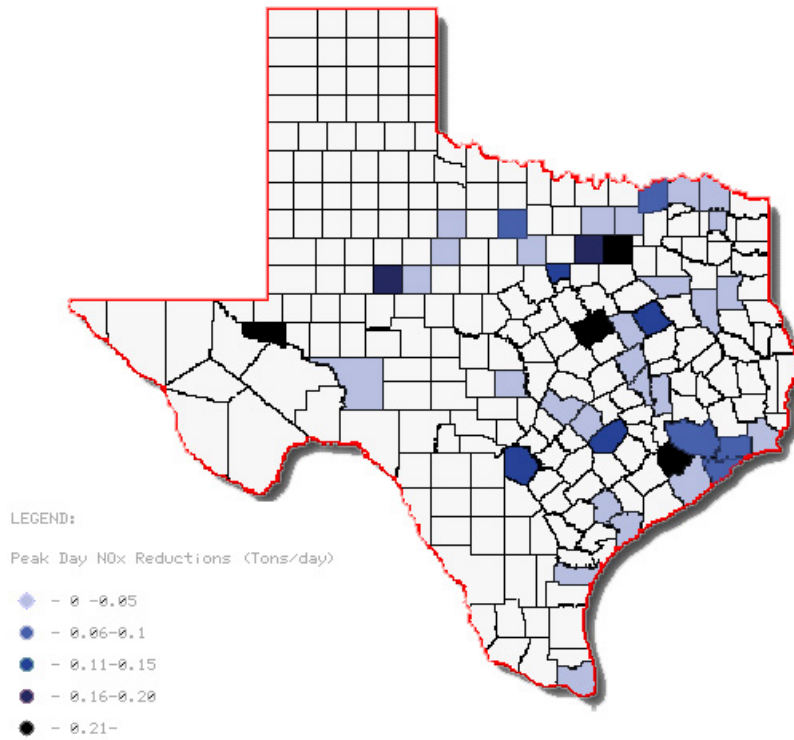 LEGEND:
Peak Day NOx Reductions (Tons/day)
- 0 -0.05
- 0.06-0.1
- 0.11-0.15
- 0.16-0.20
- 0.21-